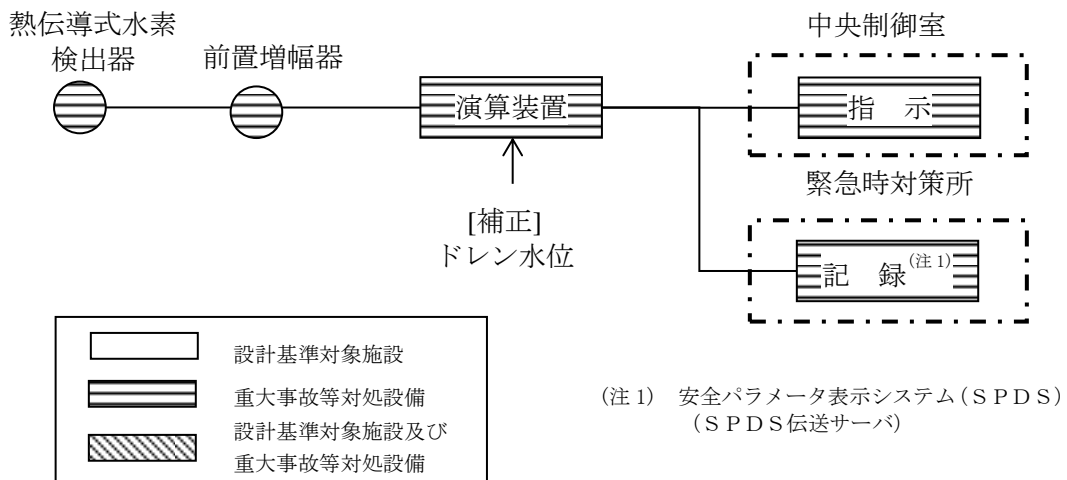 熱伝導式水素
検出器
前置増幅器
演算装置
[補正]
ドレン水位
中央制御室
指　示
緊急時対策所
記　録(注1)
設計基準対象施設
重大事故等対処設備
設計基準対象施設及び
重大事故等対処設備
(注1)　安全パラメータ表示システム(ＳＰＤＳ)
(ＳＰＤＳ伝送サーバ)